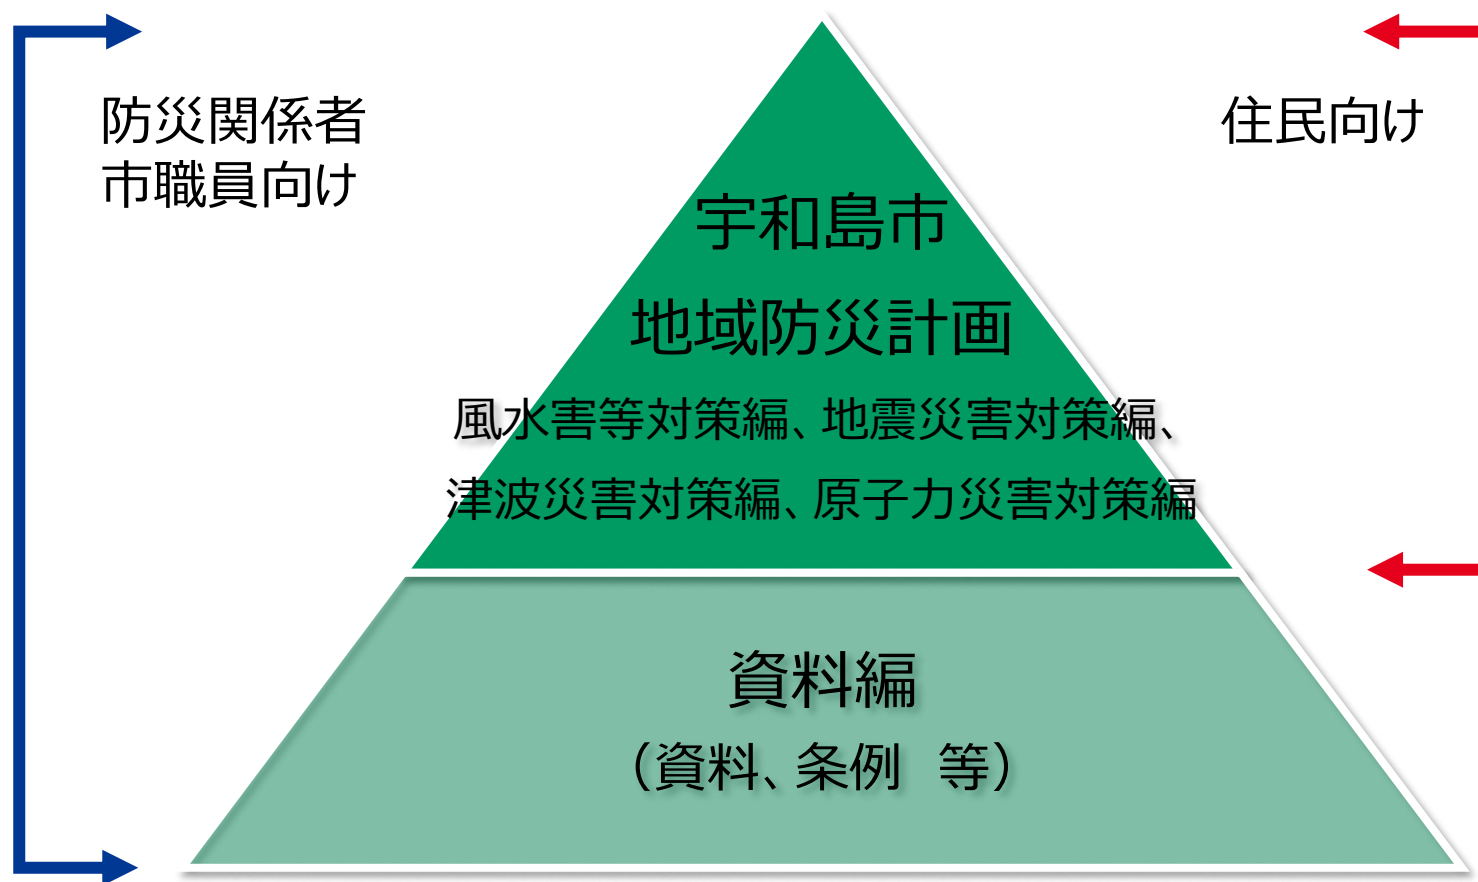 防災関係者
市職員向け
住民向け
宇和島市
地域防災計画
風水害等対策編、地震災害対策編、
津波災害対策編、原子力災害対策編
資料編
（資料、条例　等）